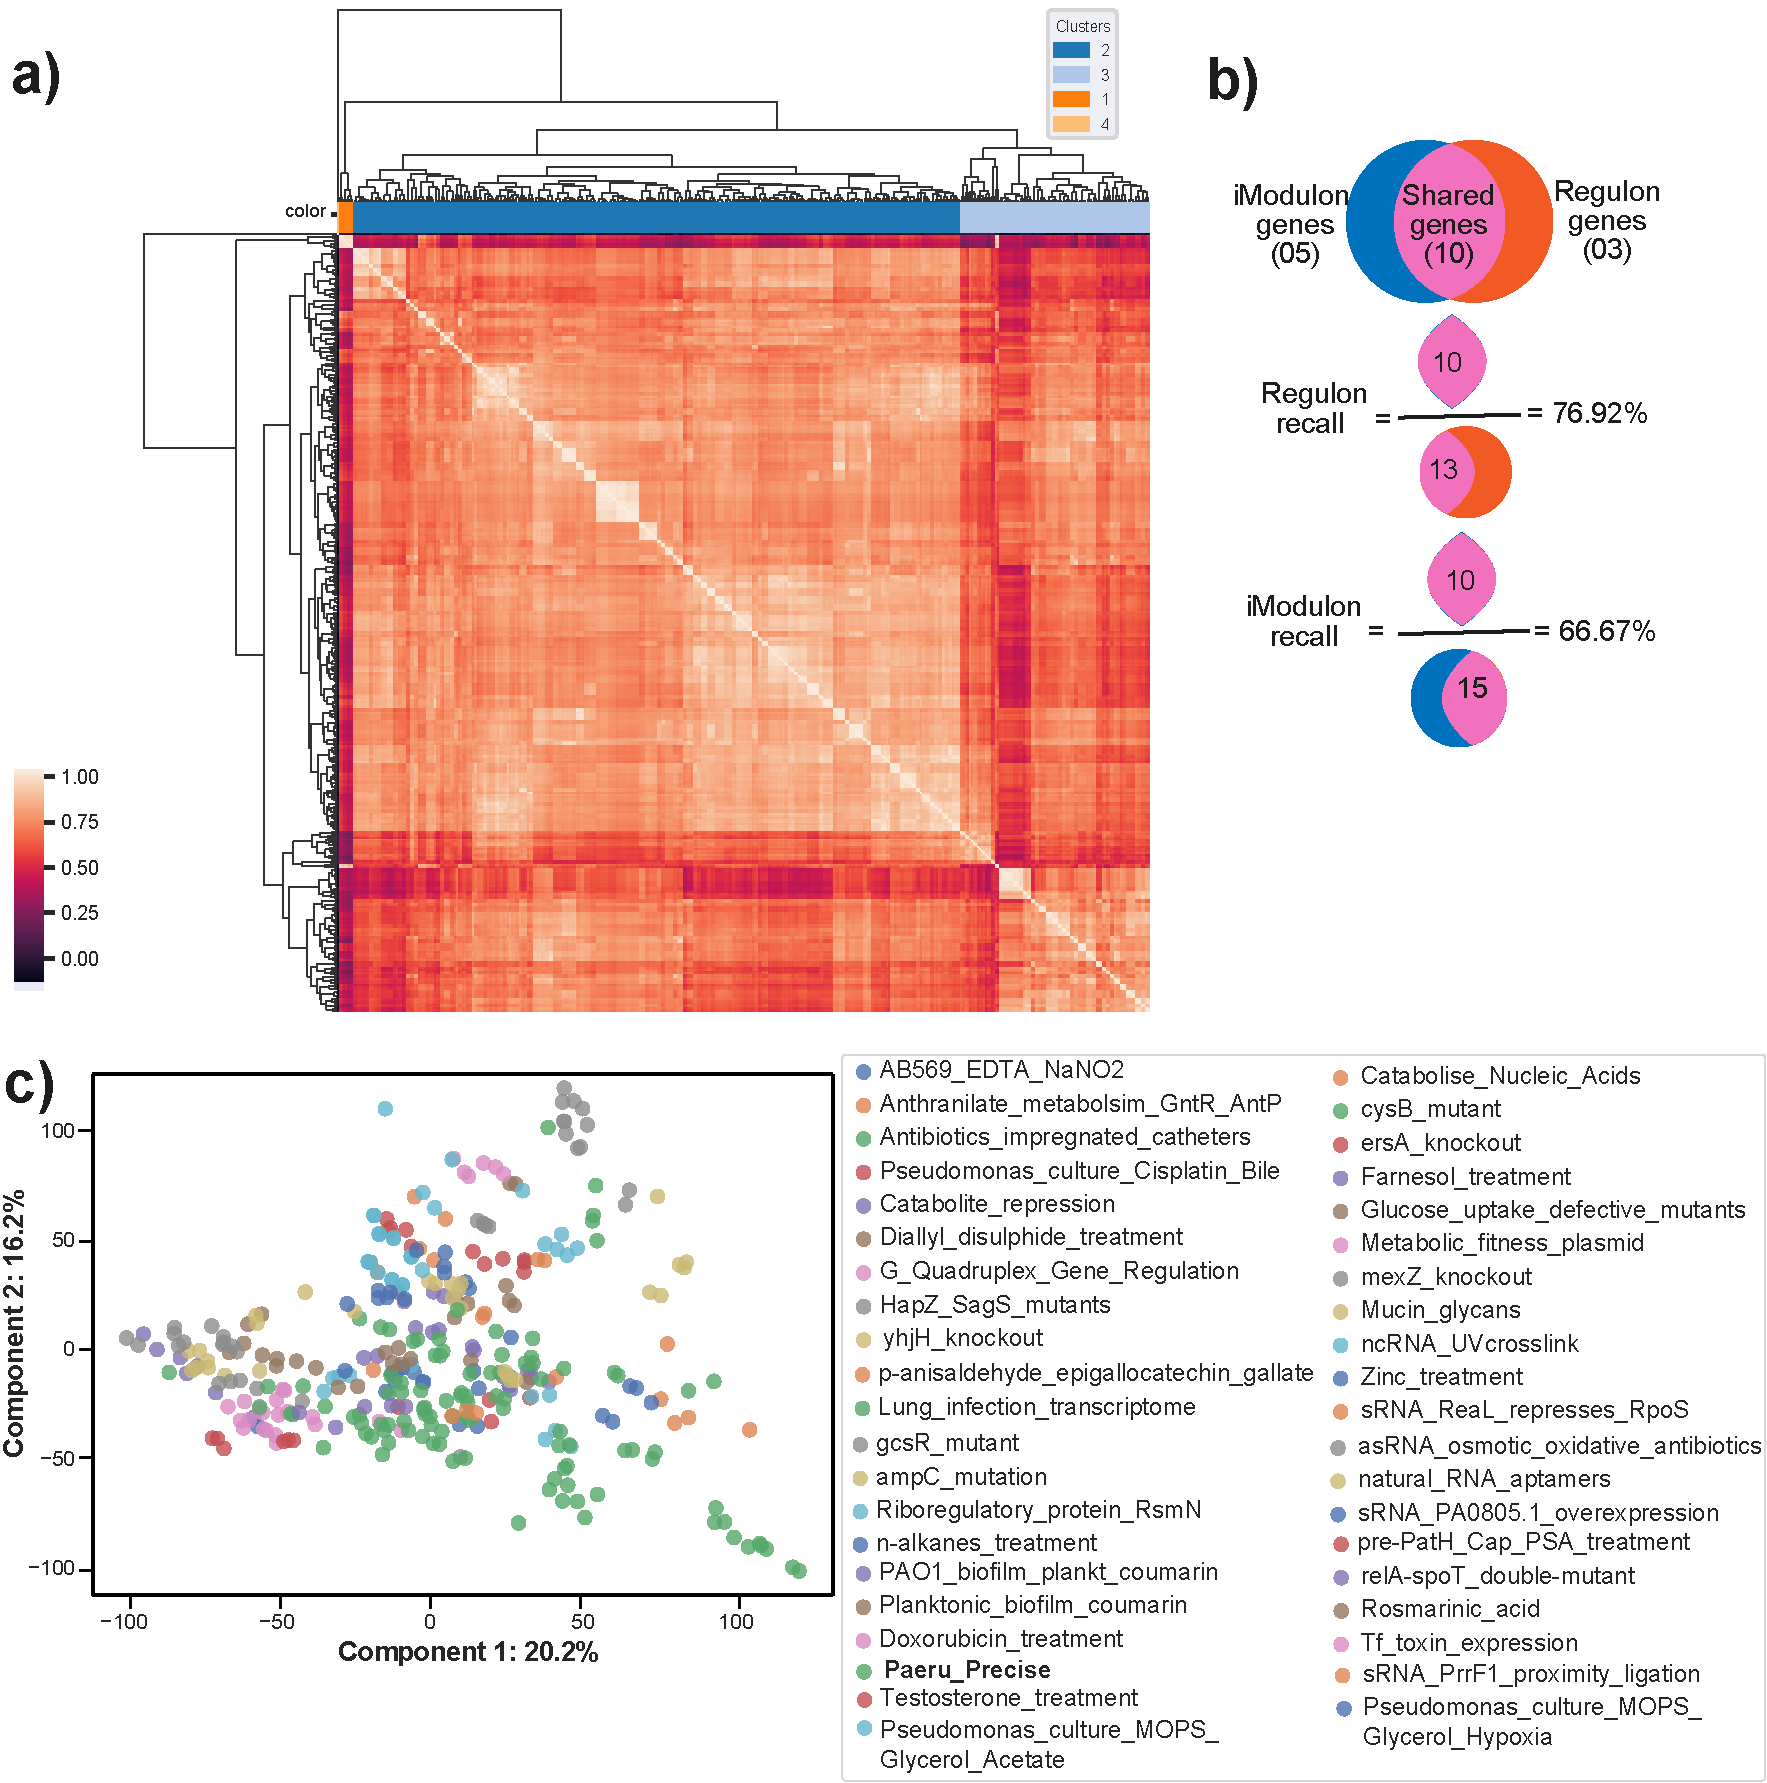 a)
Clusters
2
3
1
4
color
1.00
0.75
0.50
0.25
0.00
b)
iModulon
genes
(05)
Shared
genes
(10)
Regulon
genes
(03)
10
Regulon
recall
=
= 76.92%
13
10
iModulon
recall
=
= 66.67%
15
c)
Component 2: 16.2%
100
50
0
−50
−100
−100
−50
0
50
100
Component 1: 20.2%
AB569_EDTA_NaNO2
Anthranilate_metabolsim_GntR_AntP
Antibiotics_impregnated_catheters
Pseudomonas_culture_Cisplatin_Bile
Catabolite_repression
Diallyl_disulphide_treatment
G_Quadruplex_Gene_Regulation
HapZ_SagS_mutants
yhjH_knockout
p-anisaldehyde_epigallocatechin_gallate
Lung_infection_transcriptome
gcsR_mutant
ampC_mutation
Riboregulatory_protein_RsmN
n-alkanes_treatment
PAO1_biofilm_plankt_coumarin
Planktonic_biofilm_coumarin
Doxorubicin_treatment
Paeru_Precise
Testosterone_treatment
Pseudomonas_culture_MOPS_
Glycerol_Acetate
Catabolise_Nucleic_Acids
cysB_mutant
ersA_knockout
Farnesol_treatment
Glucose_uptake_defective_mutants
Metabolic_fitness_plasmid
mexZ_knockout
Mucin_glycans
ncRNA_UVcrosslink
Zinc_treatment
sRNA_ReaL_represses_RpoS
asRNA_osmotic_oxidative_antibiotics
natural_RNA_aptamers
sRNA_PA0805.1_overexpression
pre-PatH_Cap_PSA_treatment
relA-spoT_double-mutant
Rosmarinic_acid
Tf_toxin_expression
sRNA_PrrF1_proximity_ligation
Pseudomonas_culture_MOPS_
Glycerol_Hypoxia